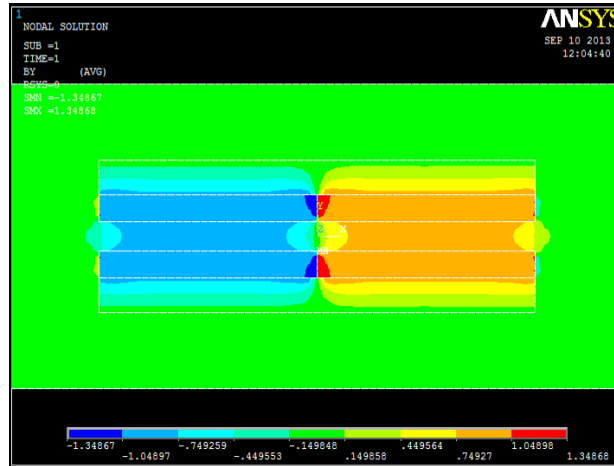 1
NODAL SOLUTION
ANSYS
SUB =1
TIME=1
BY (AVG)
RSYS=0
SMN =-1.34867
SMX =1.34868
SEP 10 2013
12:04:40
Y
Z X
MN
-1.34867 -.749259 -.149848 .449564 1.04898
-1.04897 -.449553 .149858 .74927 1.34868